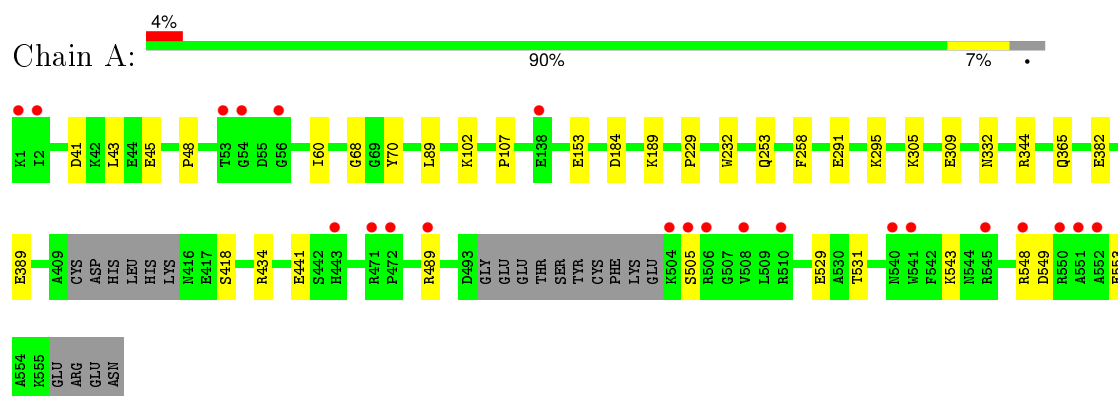 4%
Chain A:
90% 7% •
K1 I2 D41 K42 L43 E44 E45 P48 T53 G54 D55 G56 I60 G68 G69 Y70 L89 K102 P107 E138 E153 D184 K189 P229 W232 Q253 F258 E291 K295 K305 E309 N332 R344 Q365 E382
E389 A409 CYS ASP HIS LEU HIS LYS N416 E417 S418 R434 E441 S442 H443 R471 P472 R489 D493 GLY GLU GLU THR SER TYR CYS PHE LYS GLU K504 S505 R506 G507 V508 L509 R510 E529 A530 T531 N540 W541 F542 K543 N544 R545 R548 D549 R550 A551 A552 E553
A554 K555 GLU ARG GLU ASN